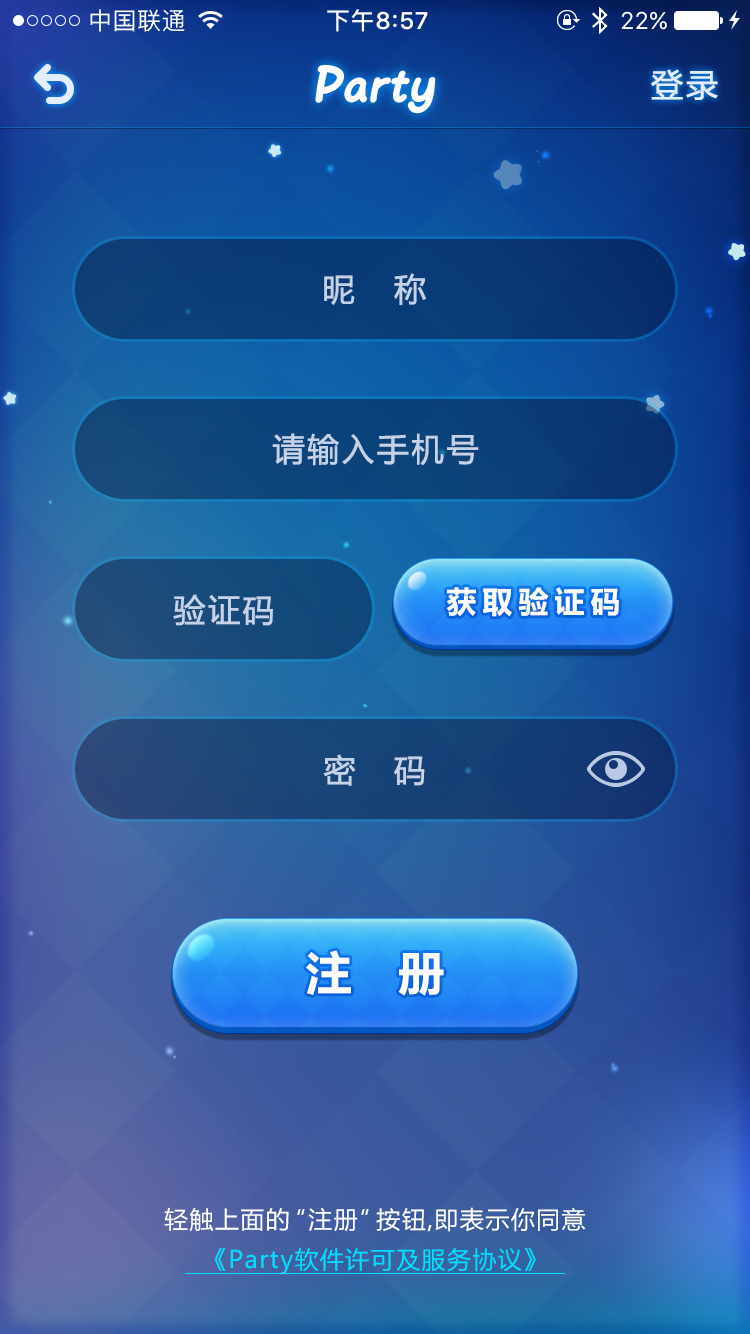 中国联通 下午8:57 22%
Party 登录
昵 称
请输入手机号
验证码 获取验证码
密 码
注 册
轻触上面的“注册”按钮,即表示你同意
《Party软件许可及服务协议》